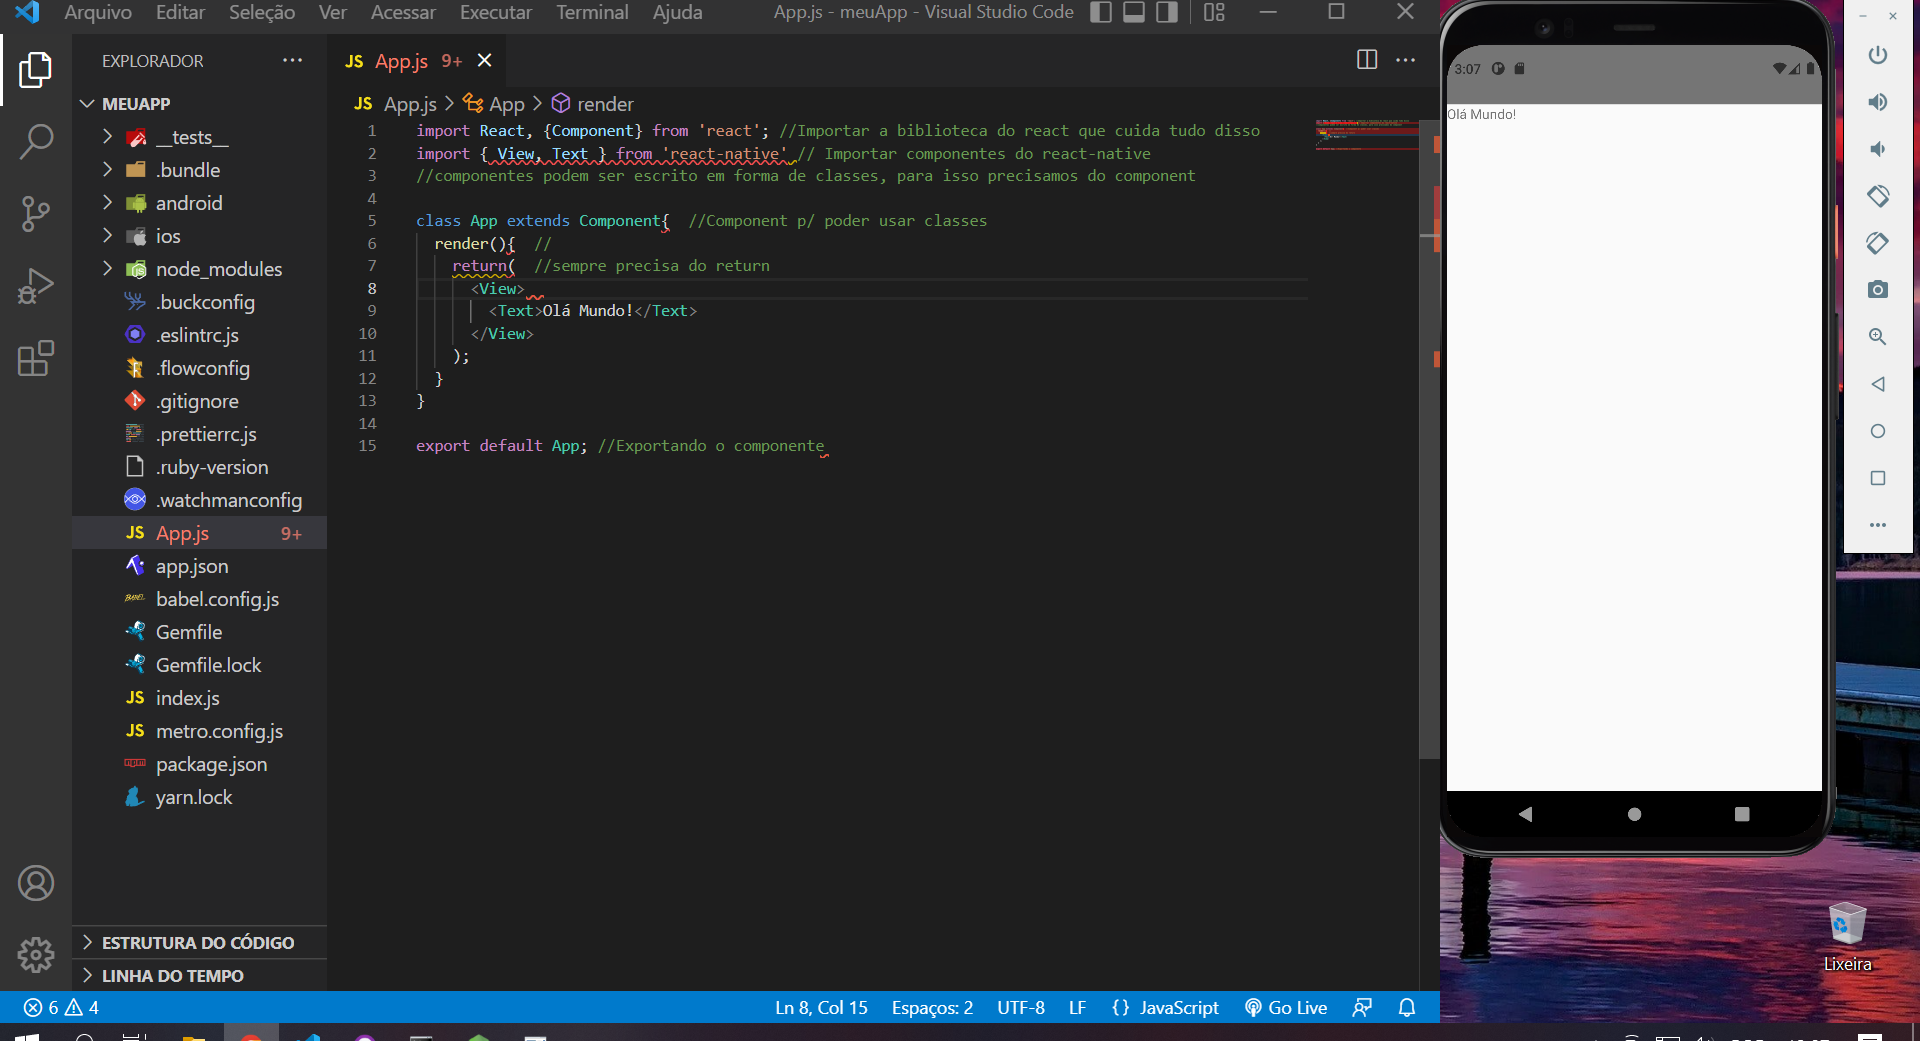 Arquivo Editar Seleção Ver Acessar Executar Terminal Ajuda
App.js - meuApp - Visual Studio Code
EXPLORADOR
MEUAPP
__tests__
.bundle
android
ios
node_modules
.buckconfig
.eslintrc.js
.flowconfig
.gitignore
.prettierrc.js
.ruby-version
.watchmanconfig
JS App.js 9+
app.json
BABEL babel.config.js
Gemfile
Gemfile.lock
JS index.js
JS metro.config.js
package.json
yarn.lock
ESTRUTURA DO CÓDIGO
LINHA DO TEMPO
JS App.js 9+
JS App.js > App > render
1 import React, {Component} from 'react'; //Importar a biblioteca do react que cuida tudo disso
2 import { View, Text } from 'react-native' // Importar componentes do react-native
3 //componentes podem ser escrito em forma de classes, para isso precisamos do component
4
5 class App extends Component{  //Component p/ poder usar classes
6   render(){  //
7     return(  //sempre precisa do return
8       <View>
9         <Text>Olá Mundo!</Text>
10       </View>
11     );
12   }
13 }
14
15 export default App; //Exportando o componente
6 4
Ln 8, Col 15 Espaços: 2 UTF-8 LF {} JavaScript Go Live
3:07
Olá Mundo!
Lixeira